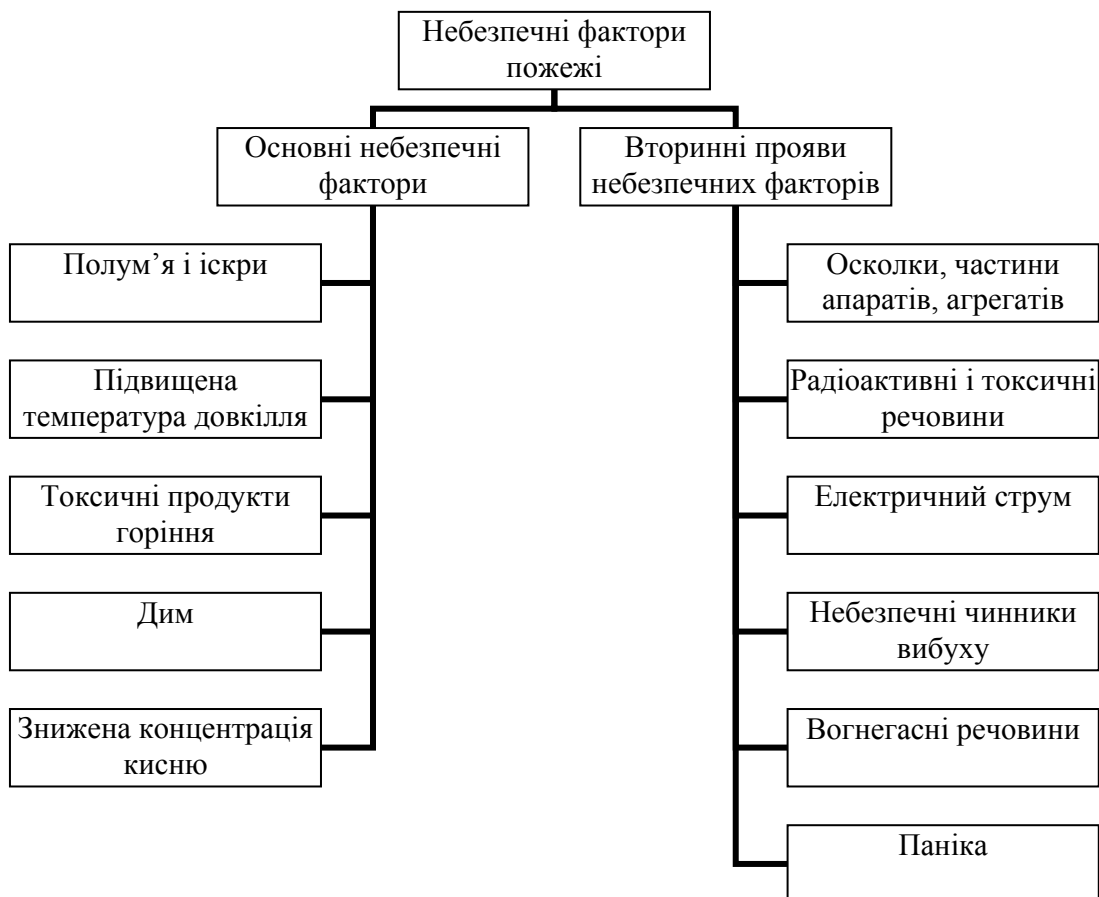 Небезпечні фактори
пожежі
Основні небезпечні
фактори
Вторинні прояви
небезпечних факторів
Полум’я і іскри
Підвищена
температура довкілля
Токсичні продукти
горіння
Дим
Знижена концентрація
кисню
Осколки, частини
апаратів, агрегатів
Радіоактивні і токсичні
речовини
Електричний струм
Небезпечні чинники
вибуху
Вогнегасні речовини
Паніка